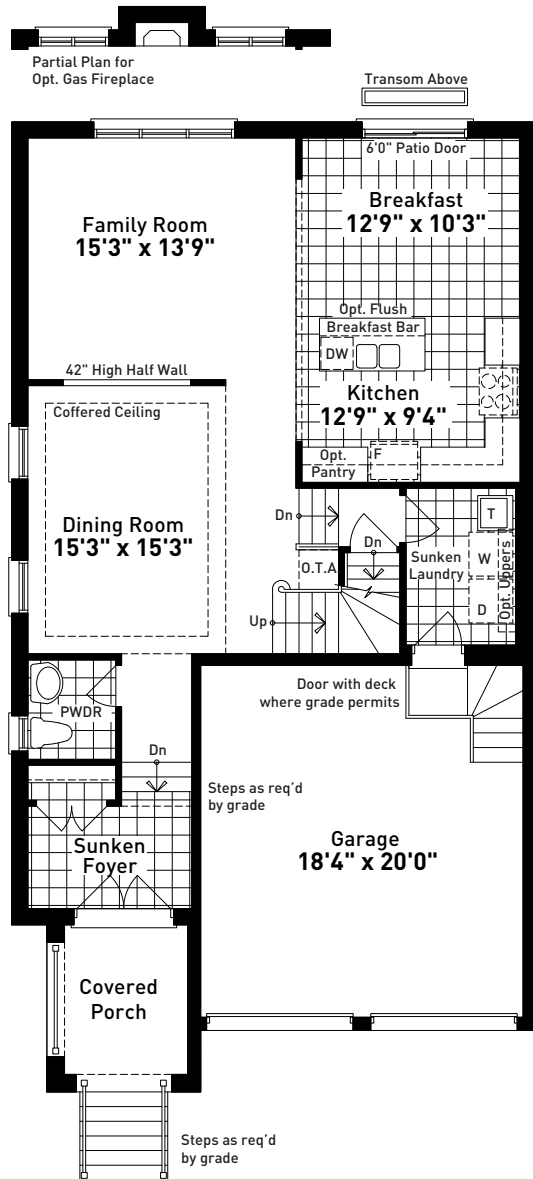 Partial Plan for
Opt. Gas Fireplace
Transom Above
6'0" Patio Door
Breakfast
12'9" x 10'3"
Family Room
15'3" x 13'9"
Opt. Flush
Breakfast Bar
DW
42" High Half Wall
Kitchen
12'9" x 9'4"
Coffered Ceiling
Opt.
Pantry
F
Dining Room
15'3" x 15'3"
Dn
T
Dn
Sunken
Laundry
W
Opt. Uppers
O.T.A
D
Up
Door with deck
where grade permits
PWDR
Dn
Steps as req'd
by grade
Sunken
Foyer
Garage
18'4" x 20'0"
Covered
Porch
Steps as req'd
by grade